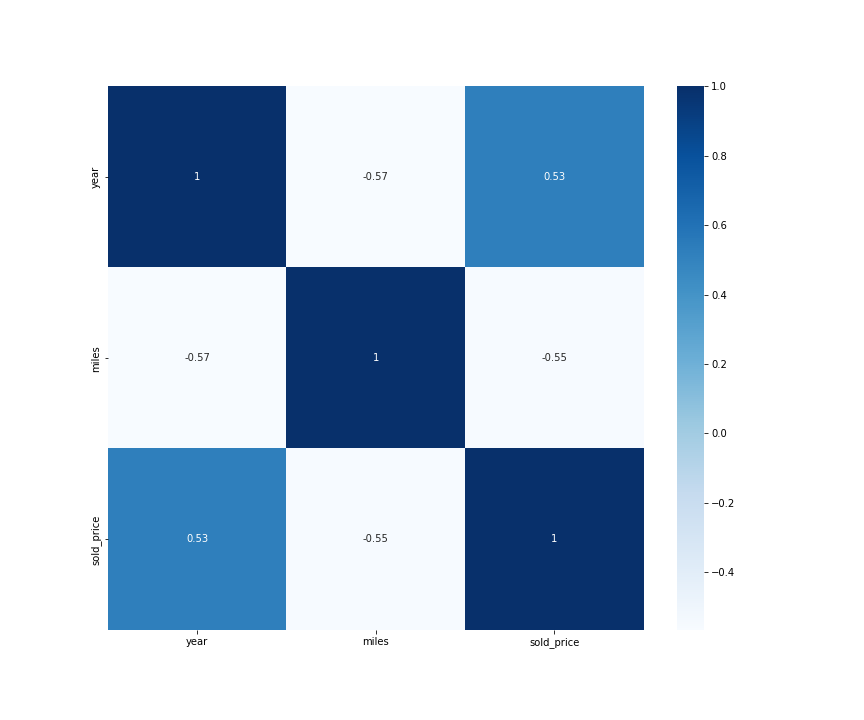 1.0
year 1 -0.57 0.53
0.8
0.6
0.4
miles -0.57 1 -0.55
0.2
0.0
−0.2
sold_price 0.53 -0.55 1
−0.4
year miles sold_price